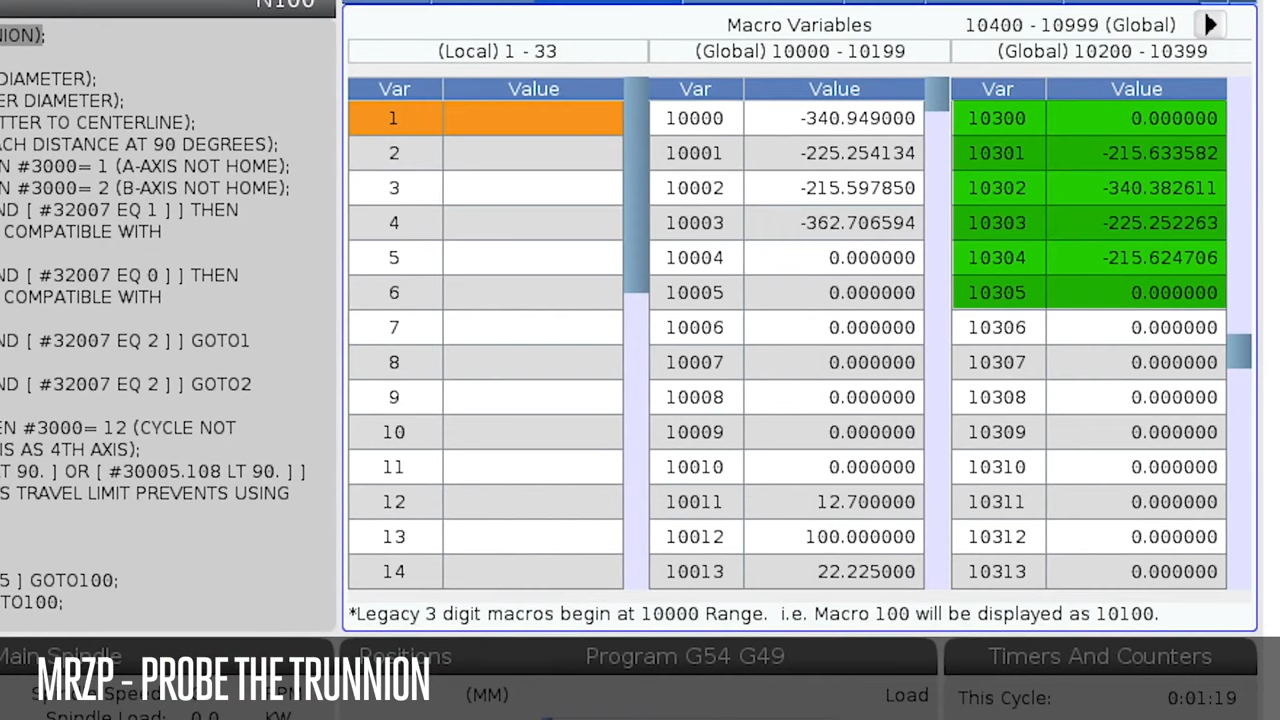 N100
NION);
DIAMETER);
ER DIAMETER);
TTER TO CENTERLINE);
ACH DISTANCE AT 90 DEGREES);
N #3000= 1 (A-AXIS NOT HOME);
N #3000= 2 (B-AXIS NOT HOME);
ND [ #32007 EQ 1 ] ] THEN
COMPATIBLE WITH
ND [ #32007 EQ 0 ] ] THEN
COMPATIBLE WITH
ND [ #32007 EQ 2 ] ] GOTO1
ND [ #32007 EQ 2 ] ] GOTO2
EN #3000= 12 (CYCLE NOT
IS AS 4TH AXIS);
LT 90. ] OR [ #30005.108 LT 90. ] ]
S TRAVEL LIMIT PREVENTS USING
5 ] GOTO100;
TO100;
Macro Variables 10400 - 10999 (Global)
(Local) 1 - 33 (Global) 10000 - 10199 (Global) 10200 - 10399
Var Value Var Value Var Value
1 10000 -340.949000 10300 0.000000
2 10001 -225.254134 10301 -215.633582
3 10002 -215.597850 10302 -340.382611
4 10003 -362.706594 10303 -225.252263
5 10004 0.000000 10304 -215.624706
6 10005 0.000000 10305 0.000000
7 10006 0.000000 10306 0.000000
8 10007 0.000000 10307 0.000000
9 10008 0.000000 10308 0.000000
10 10009 0.000000 10309 0.000000
11 10010 0.000000 10310 0.000000
12 10011 12.700000 10311 0.000000
13 10012 100.000000 10312 0.000000
14 10013 22.225000 10313 0.000000
*Legacy 3 digit macros begin at 10000 Range. i.e. Macro 100 will be displayed as 10100.
Main Spindle Positions Program G54 G49 Timers And Counters
MRZP - PROBE THE TRUNNION
(MM) Load This Cycle: 0:01:19
Spindle Load: 0.0 KW